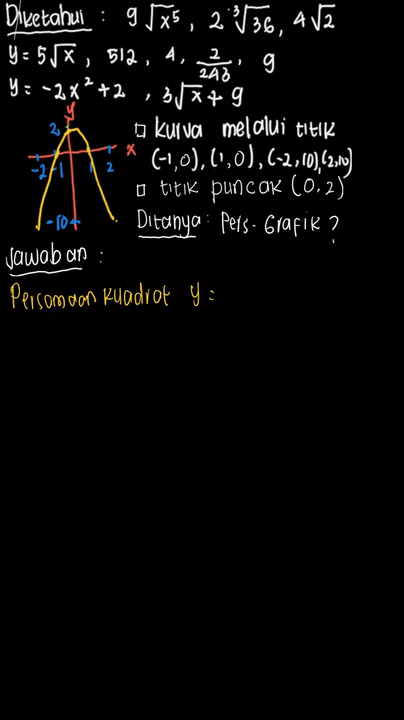 Diketahui : 9√x⁵ , 2 ∛36 , 4√2
y = 5√x , 512 , 4 , 2/243 , 9
y = -2x² + 2 , 3√x + 9
y
2
□ kurva melalui titik
x
-2 -1 1 2
(-1,0), (1,0), (-2,10), (2,10)
□ titik puncak (0,2)
-10
Ditanya : Pers. Grafik ?
Jawaban :
Persamaan kuadrat y =